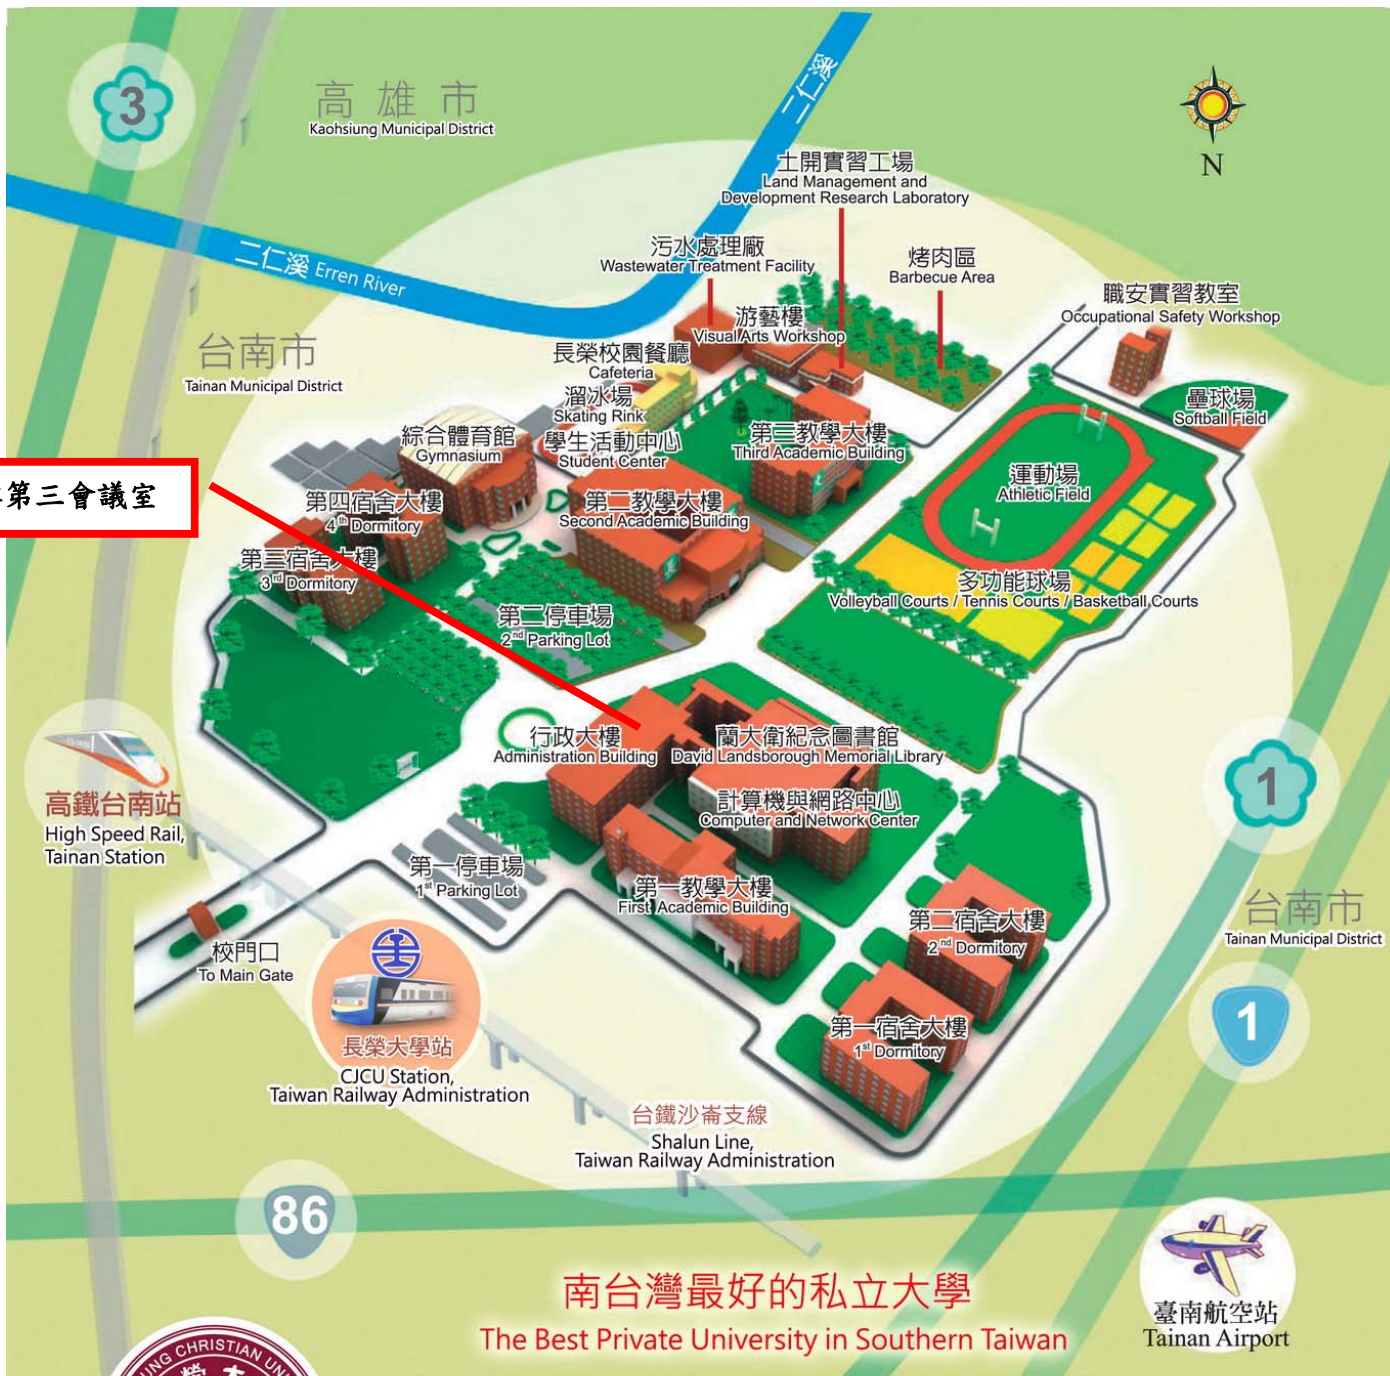 3
高雄市
Kaohsiung Municipal District
二仁溪
N
土開實習工場
Land Management and
Development Research Laboratory
污水處理廠
Wastewater Treatment Facility
烤肉區
Barbecue Area
二仁溪 Erren River
職安實習教室
Occupational Safety Workshop
游藝樓
Visual Arts Workshop
台南市
Tainan Municipal District
長榮校園餐廳
Cafeteria
溜冰場
Skating Rink
壘球場
Softball Field
綜合體育館
Gymnasium
學生活動中心
Student Center
第三教學大樓
Third Academic Building
運動場
Athletic Field
第三會議室
第四宿舍大樓
4th Dormitory
第二教學大樓
Second Academic Building
第三宿舍大樓
3rd Dormitory
多功能球場
Volleyball Courts / Tennis Courts / Basketball Courts
第二停車場
2nd Parking Lot
行政大樓
Administration Building
蘭大衛紀念圖書館
David Landsborough Memorial Library
高鐵台南站
High Speed Rail,
Tainan Station
計算機與網路中心
Computer and Network Center
1
第一停車場
1st Parking Lot
第一教學大樓
First Academic Building
第二宿舍大樓
2nd Dormitory
台南市
Tainan Municipal District
校門口
To Main Gate
長榮大學站
CJCU Station,
Taiwan Railway Administration
第一宿舍大樓
1st Dormitory
1
台鐵沙崙支線
Shalun Line,
Taiwan Railway Administration
86
南台灣最好的私立大學
The Best Private University in Southern Taiwan
臺南航空站
Tainan Airport
CHRISTIAN
榮